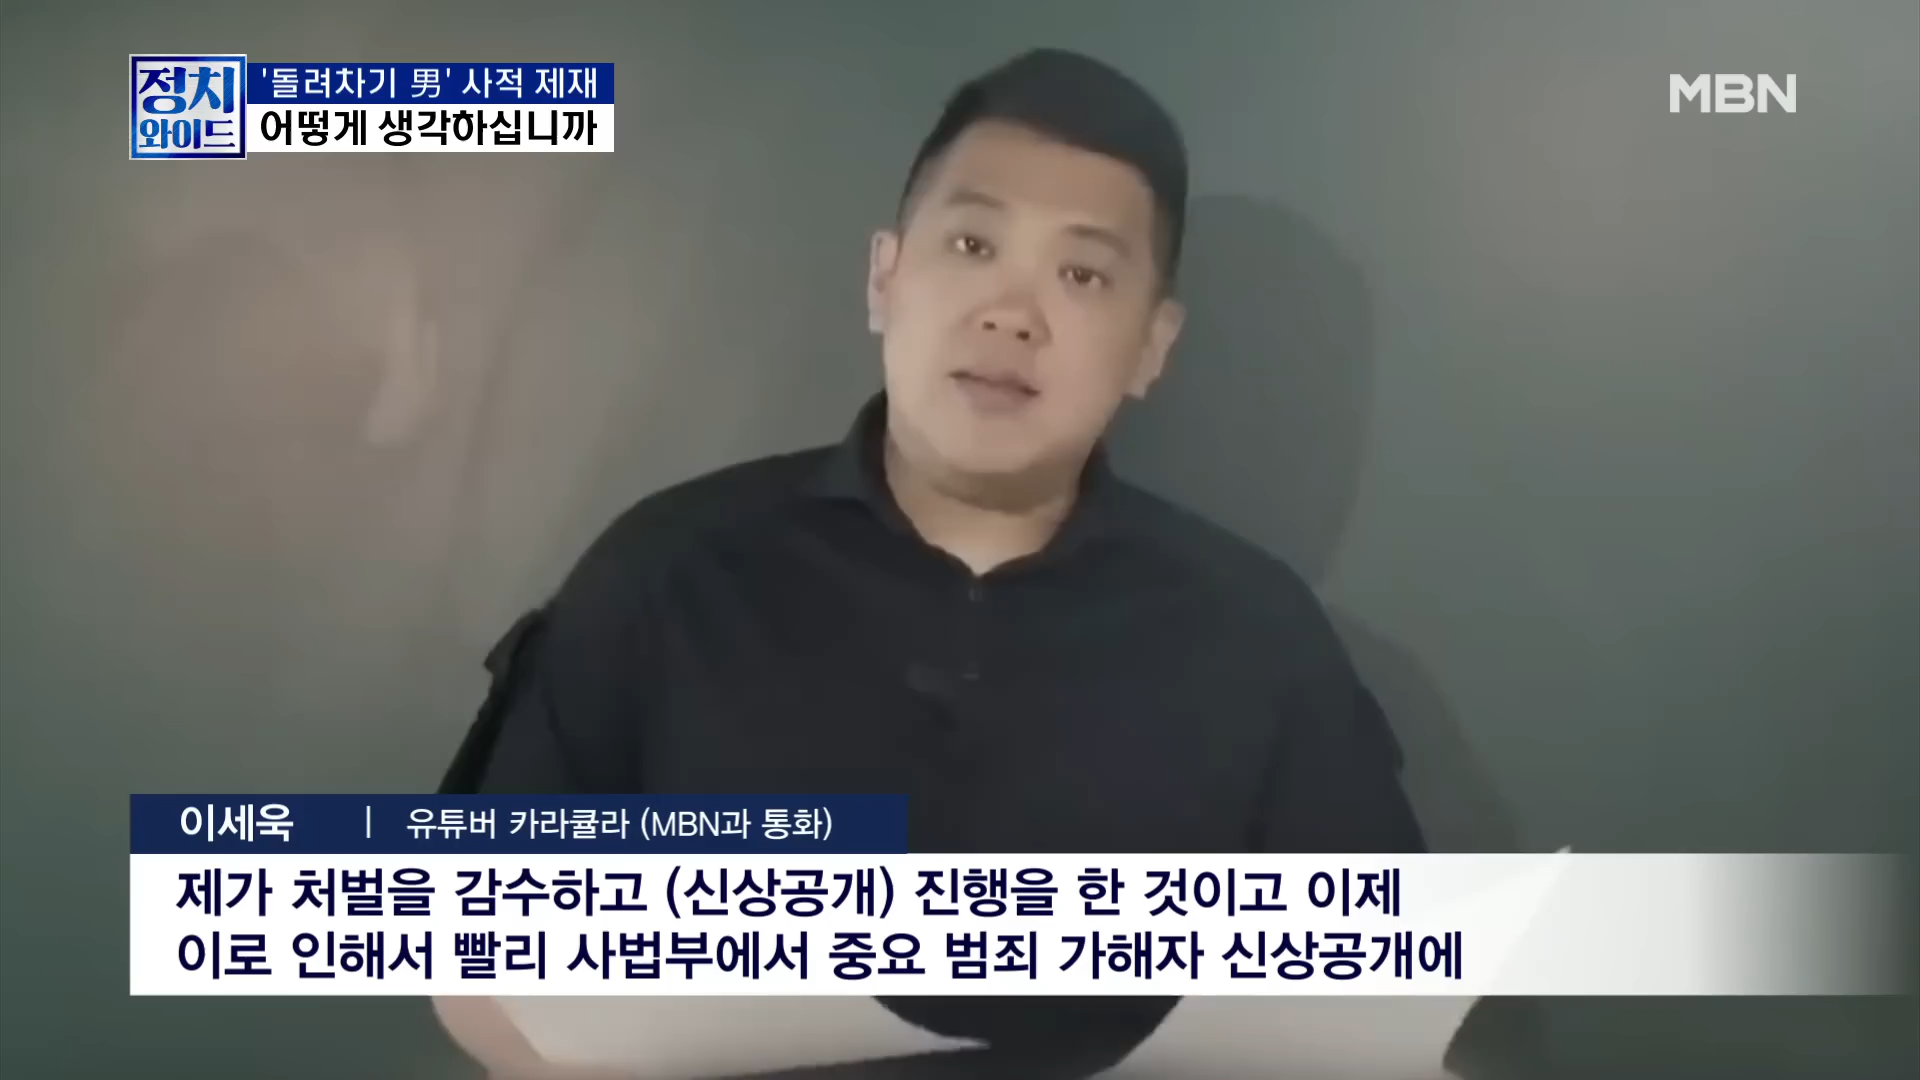 정치
와이드
'돌려차기 男' 사적 제재
어떻게 생각하십니까
MBN
이세욱 | 유튜버 카라큘라 (MBN과 통화)
제가 처벌을 감수하고 (신상공개) 진행을 한 것이고 이제
이로 인해서 빨리 사법부에서 중요 범죄 가해자 신상공개에